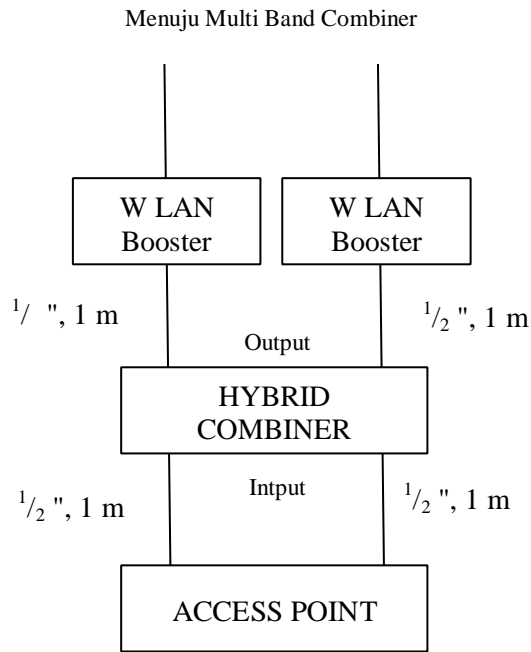 Menuju Multi Band Combiner
W LAN
Booster
W LAN
Booster
1/ ", 1 m
1/2 ", 1 m
Output
HYBRID
COMBINER
1/2 ", 1 m
Intput
1/2 ", 1 m
ACCESS POINT